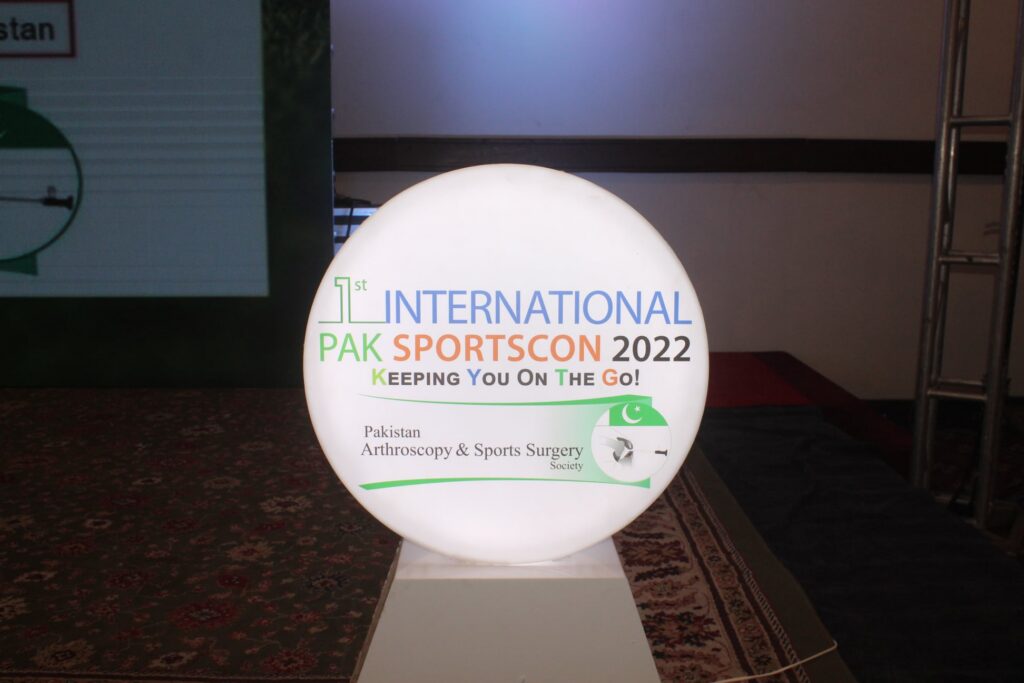 stan
1st INTERNATIONAL
PAK SPORTSCON 2022
KEEPING YOU ON THE GO!
Pakistan
Arthroscopy & Sports Surgery
Society